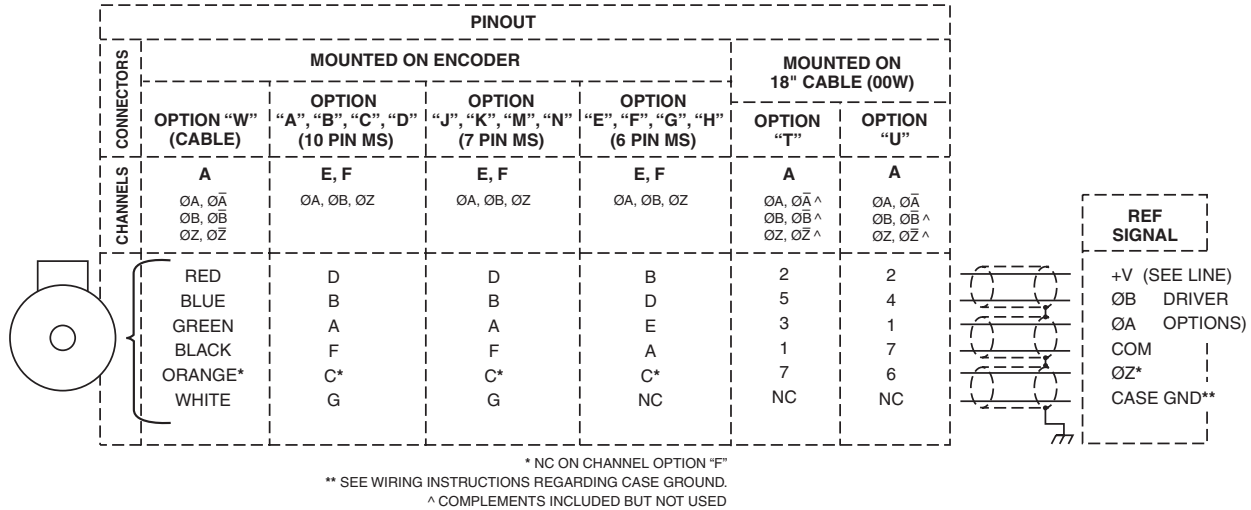 PINOUT
CONNECTORS
MOUNTED ON ENCODER
MOUNTED ON
18" CABLE (00W)
OPTION “W”
(CABLE)
OPTION
“A”, “B”, “C”, “D”
(10 PIN MS)
OPTION
“J”, “K”, “M”, “N”
(7 PIN MS)
OPTION
“E”, “F”, “G”, “H”
(6 PIN MS)
OPTION
“T”
OPTION
“U”
CHANNELS
A E, F E, F E, F A A
ØA, ØA̅ ØA, ØB, ØZ ØA, ØB, ØZ ØA, ØB, ØZ ØA, ØA̅ ^ ØA, ØA̅
ØB, ØB̅ ØB, ØB̅ ^ ØB, ØB̅ ^
ØZ, ØZ̅ ØZ, ØZ̅ ^ ØZ, ØZ̅ ^
REF
SIGNAL
RED D D B 2 2 +V (SEE LINE)
BLUE B B D 5 4 ØB DRIVER
GREEN A A E 3 1 ØA OPTIONS)
BLACK F F A 1 7 COM
ORANGE* C* C* C* 7 6 ØZ*
WHITE G G NC NC NC CASE GND**
* NC ON CHANNEL OPTION “F”
** SEE WIRING INSTRUCTIONS REGARDING CASE GROUND.
^ COMPLEMENTS INCLUDED BUT NOT USED